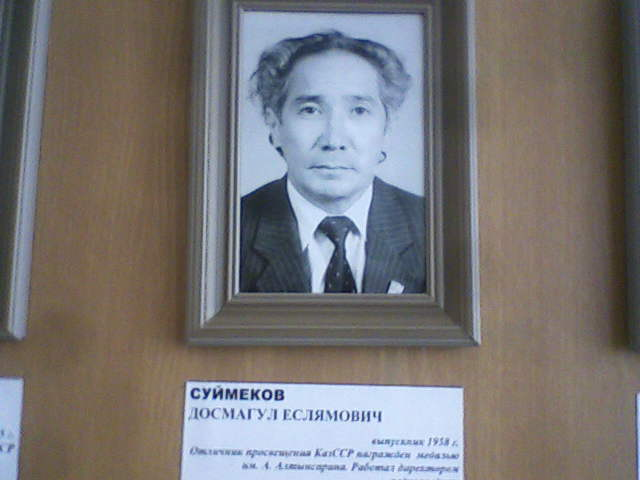 СУЙМЕКОВ
ДОСМАГУЛ ЕСЛЯМОВИЧ
выпускник 1958 г.
Отличник просвещения КазССР награжден медалью
им. А. Алтынсарина. Работал директором